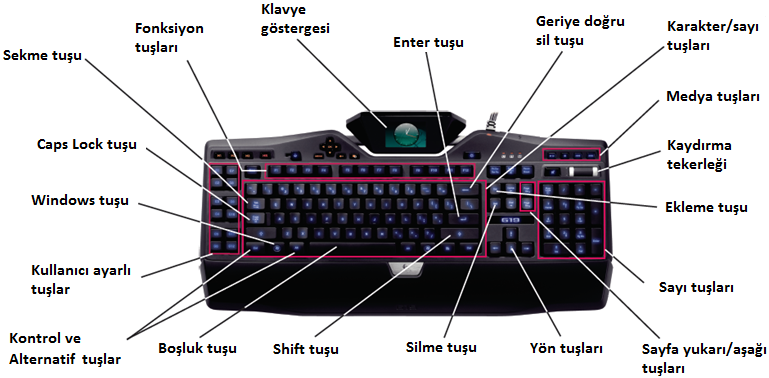 Klavye
göstergesi
Fonksiyon
tuşları
Enter tuşu
Geriye doğru
sil tuşu
Karakter/sayı
tuşları
Sekme tuşu
Medya tuşları
Caps Lock tuşu
Kaydırma
tekerleği
Windows tuşu
Ekleme tuşu
G19
Kullanıcı ayarlı
tuşlar
Sayı tuşları
Kontrol ve
Alternatif tuşlar
Boşluk tuşu
Shift tuşu
Silme tuşu
Yön tuşları
Sayfa yukarı/aşağı
tuşları